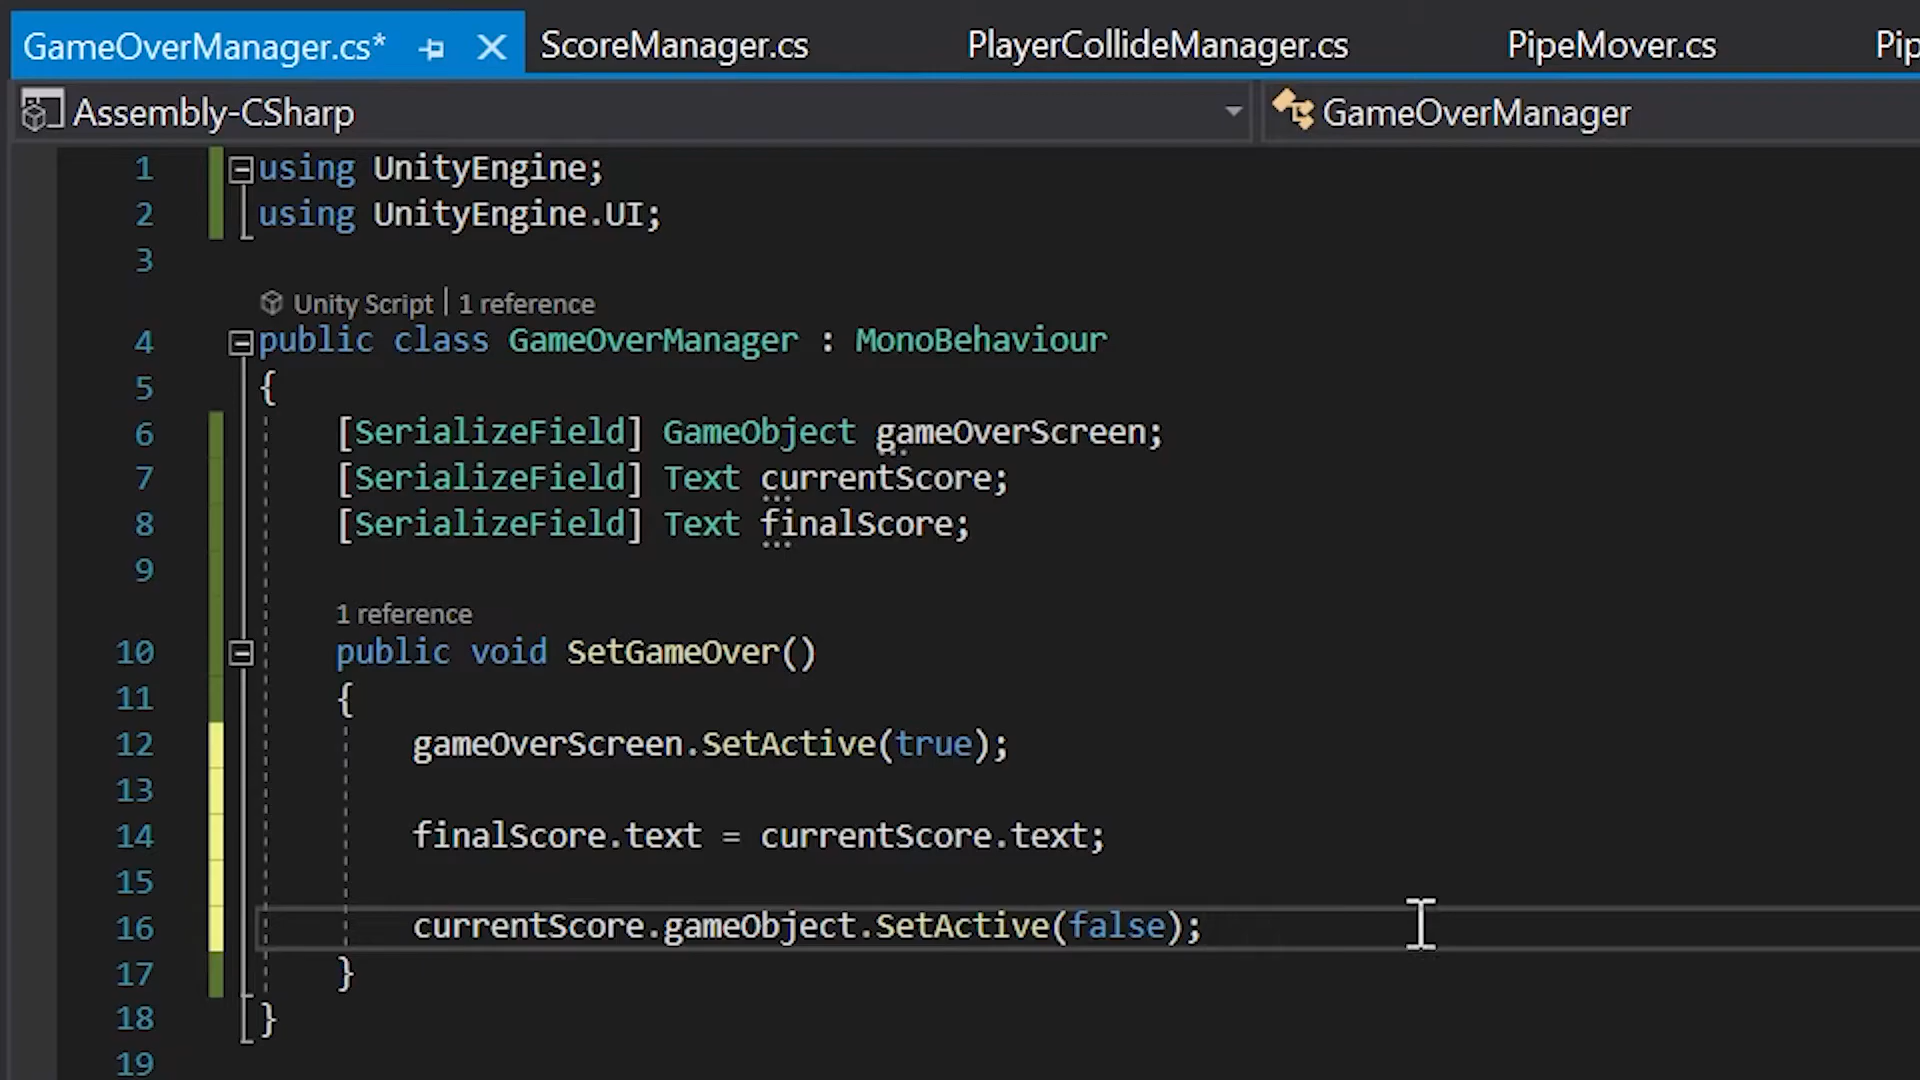 GameOverManager.cs* ScoreManager.cs PlayerCollideManager.cs PipeMover.cs Pip
Assembly-CSharp GameOverManager
1 using UnityEngine;
2 using UnityEngine.UI;
3
Unity Script | 1 reference
4 public class GameOverManager : MonoBehaviour
5 {
6 [SerializeField] GameObject gameOverScreen;
7 [SerializeField] Text currentScore;
8 [SerializeField] Text finalScore;
9
1 reference
10 public void SetGameOver()
11 {
12 gameOverScreen.SetActive(true);
13
14 finalScore.text = currentScore.text;
15
16 currentScore.gameObject.SetActive(false);
17 }
18 }
19